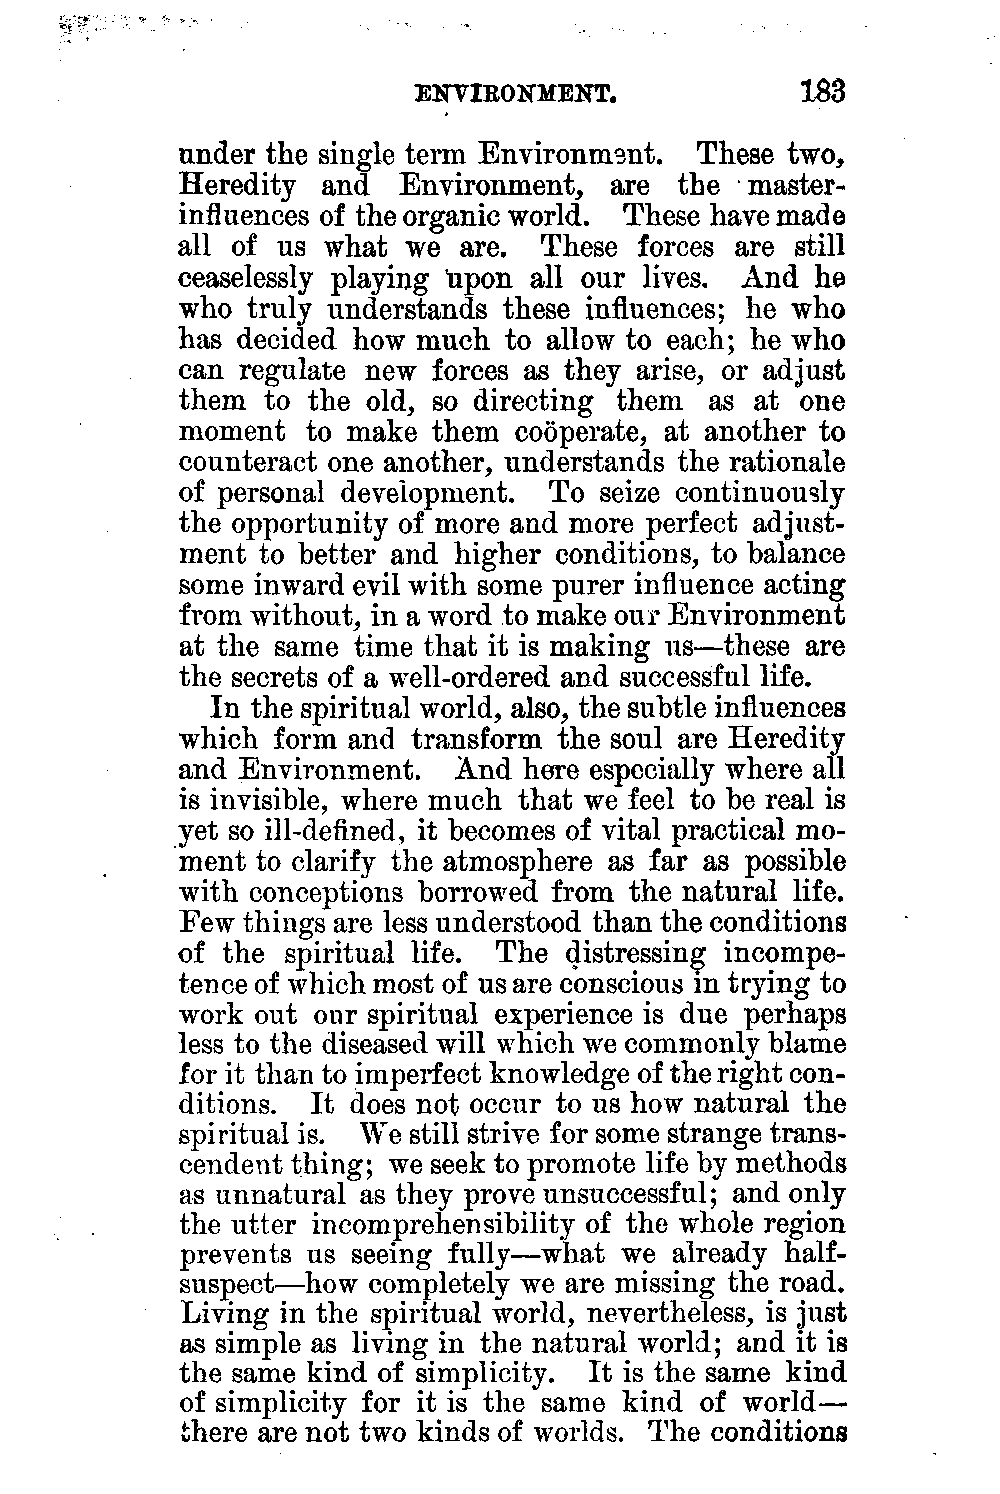 ENVIRONMENT. 183
under the single term Environment. These two,
Heredity and Environment, are the master-
influences of the organic world. These have made
all of us what we are. These forces are still
ceaselessly playing upon all our lives. And he
who truly understands these influences; he who
has decided how much to allow to each; he who
can regulate new forces as they arise, or adjust
them to the old, so directing them as at one
moment to make them coöperate, at another to
counteract one another, understands the rationale
of personal development. To seize continuously
the opportunity of more and more perfect adjust-
ment to better and higher conditions, to balance
some inward evil with some purer influence acting
from without, in a word to make our Environment
at the same time that it is making us—these are
the secrets of a well-ordered and successful life.
In the spiritual world, also, the subtle influences
which form and transform the soul are Heredity
and Environment. And here especially where all
is invisible, where much that we feel to be real is
yet so ill-defined, it becomes of vital practical mo-
ment to clarify the atmosphere as far as possible
with conceptions borrowed from the natural life.
Few things are less understood than the conditions
of the spiritual life. The distressing incompe-
tence of which most of us are conscious in trying to
work out our spiritual experience is due perhaps
less to the diseased will which we commonly blame
for it than to imperfect knowledge of the right con-
ditions. It does not occur to us how natural the
spiritual is. We still strive for some strange trans-
cendent thing; we seek to promote life by methods
as unnatural as they prove unsuccessful; and only
the utter incomprehensibility of the whole region
prevents us seeing fully—what we already half-
suspect—how completely we are missing the road.
Living in the spiritual world, nevertheless, is just
as simple as living in the natural world; and it is
the same kind of simplicity. It is the same kind
of simplicity for it is the same kind of world—
there are not two kinds of worlds. The conditions